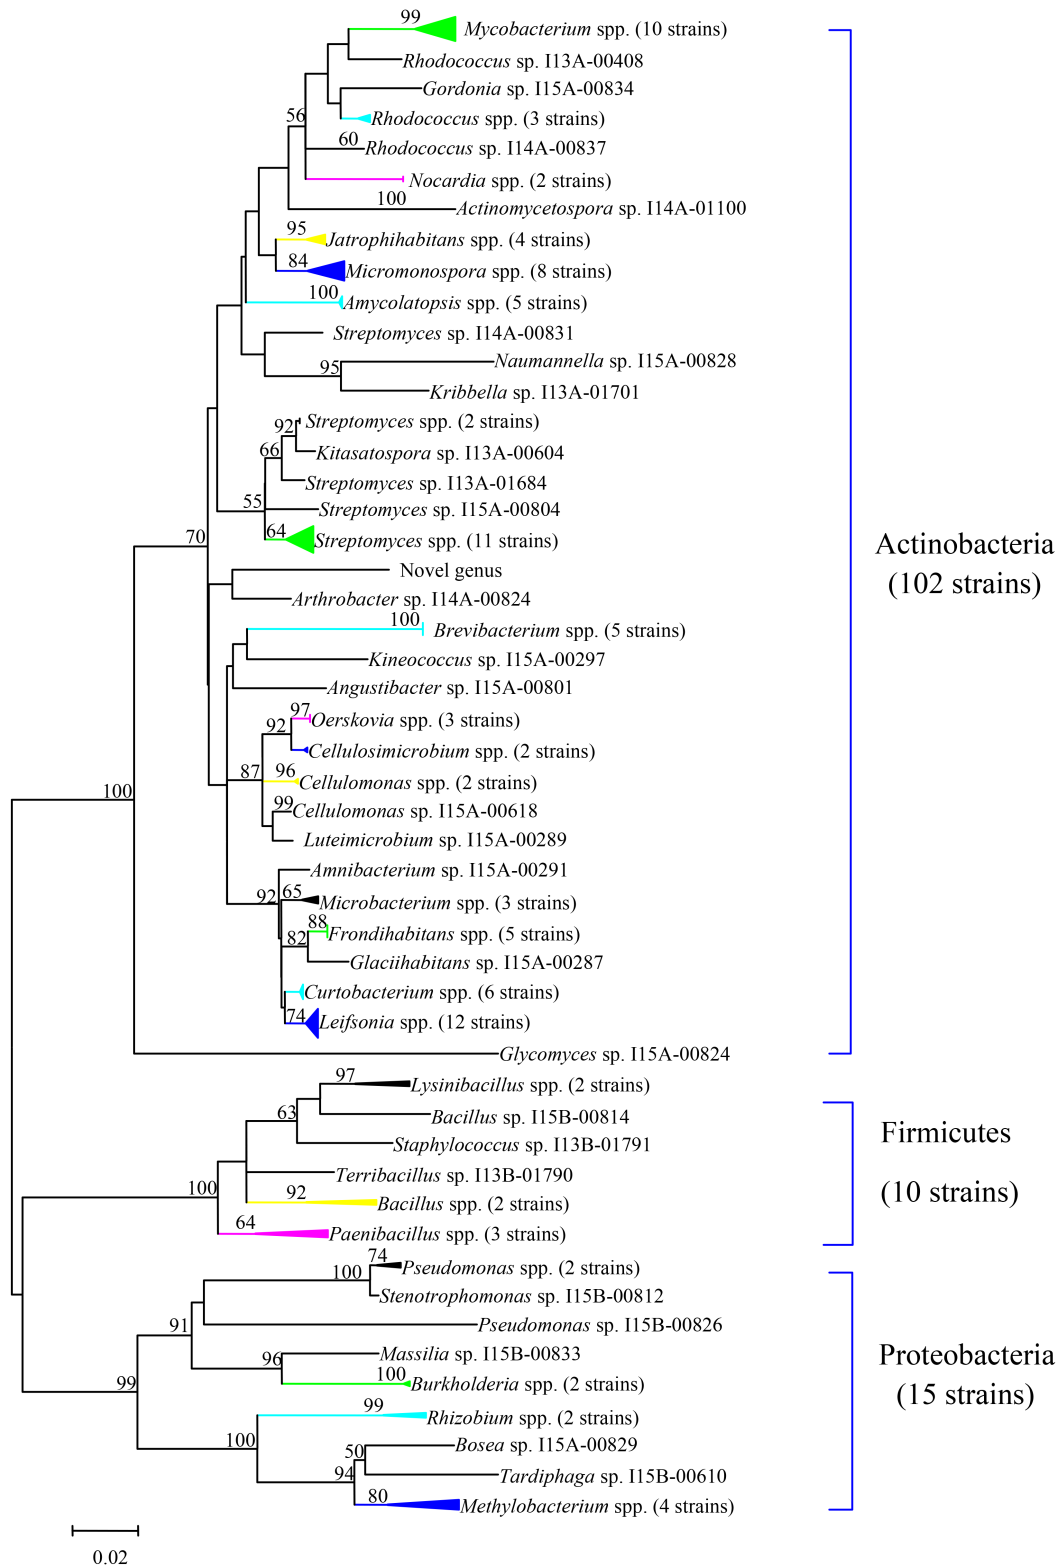 99
Mycobacterium spp. (10 strains)
Rhodococcus sp. I13A-00408
Gordonia sp. I15A-00834
Rhodococcus spp. (3 strains)
56
60
Rhodococcus sp. I14A-00837
Nocardia spp. (2 strains)
100
Actinomycetospora sp. I14A-01100
95
Jatrophihabitans spp. (4 strains)
84
Micromonospora spp. (8 strains)
100
Amycolatopsis spp. (5 strains)
Streptomyces sp. I14A-00831
Naumannella sp. I15A-00828
95
Kribbella sp. I13A-01701
Streptomyces spp. (2 strains)
92
Kitasatospora sp. I13A-00604
66
Streptomyces sp. I13A-01684
55
Streptomyces sp. I15A-00804
64
Streptomyces spp. (11 strains)
70
Actinobacteria
(102 strains)
Novel genus
Arthrobacter sp. I14A-00824
100
Brevibacterium spp. (5 strains)
Kineococcus sp. I15A-00297
Angustibacter sp. I15A-00801
97
Oerskovia spp. (3 strains)
92
Cellulosimicrobium spp. (2 strains)
87
96
Cellulomonas spp. (2 strains)
100
99
Cellulomonas sp. I15A-00618
Luteimicrobium sp. I15A-00289
Amnibacterium sp. I15A-00291
92
65
Microbacterium spp. (3 strains)
88
Frondihabitans spp. (5 strains)
82
Glaciihabitans sp. I15A-00287
Curtobacterium spp. (6 strains)
74
Leifsonia spp. (12 strains)
Glycomyces sp. I15A-00824
97
Lysinibacillus spp. (2 strains)
63
Bacillus sp. I15B-00814
Firmicutes
Staphylococcus sp. I13B-01791
Terribacillus sp. I13B-01790
100
92
(10 strains)
Bacillus spp. (2 strains)
64
Paenibacillus spp. (3 strains)
74
Pseudomonas spp. (2 strains)
100
Stenotrophomonas sp. I15B-00812
91
Pseudomonas sp. I15B-00826
96
Massilia sp. I15B-00833
Proteobacteria
100
Burkholderia spp. (2 strains)
99
(15 strains)
99
Rhizobium spp. (2 strains)
100
Bosea sp. I15A-00829
50
Tardiphaga sp. I15B-00610
94
80
Methylobacterium spp. (4 strains)
0.02